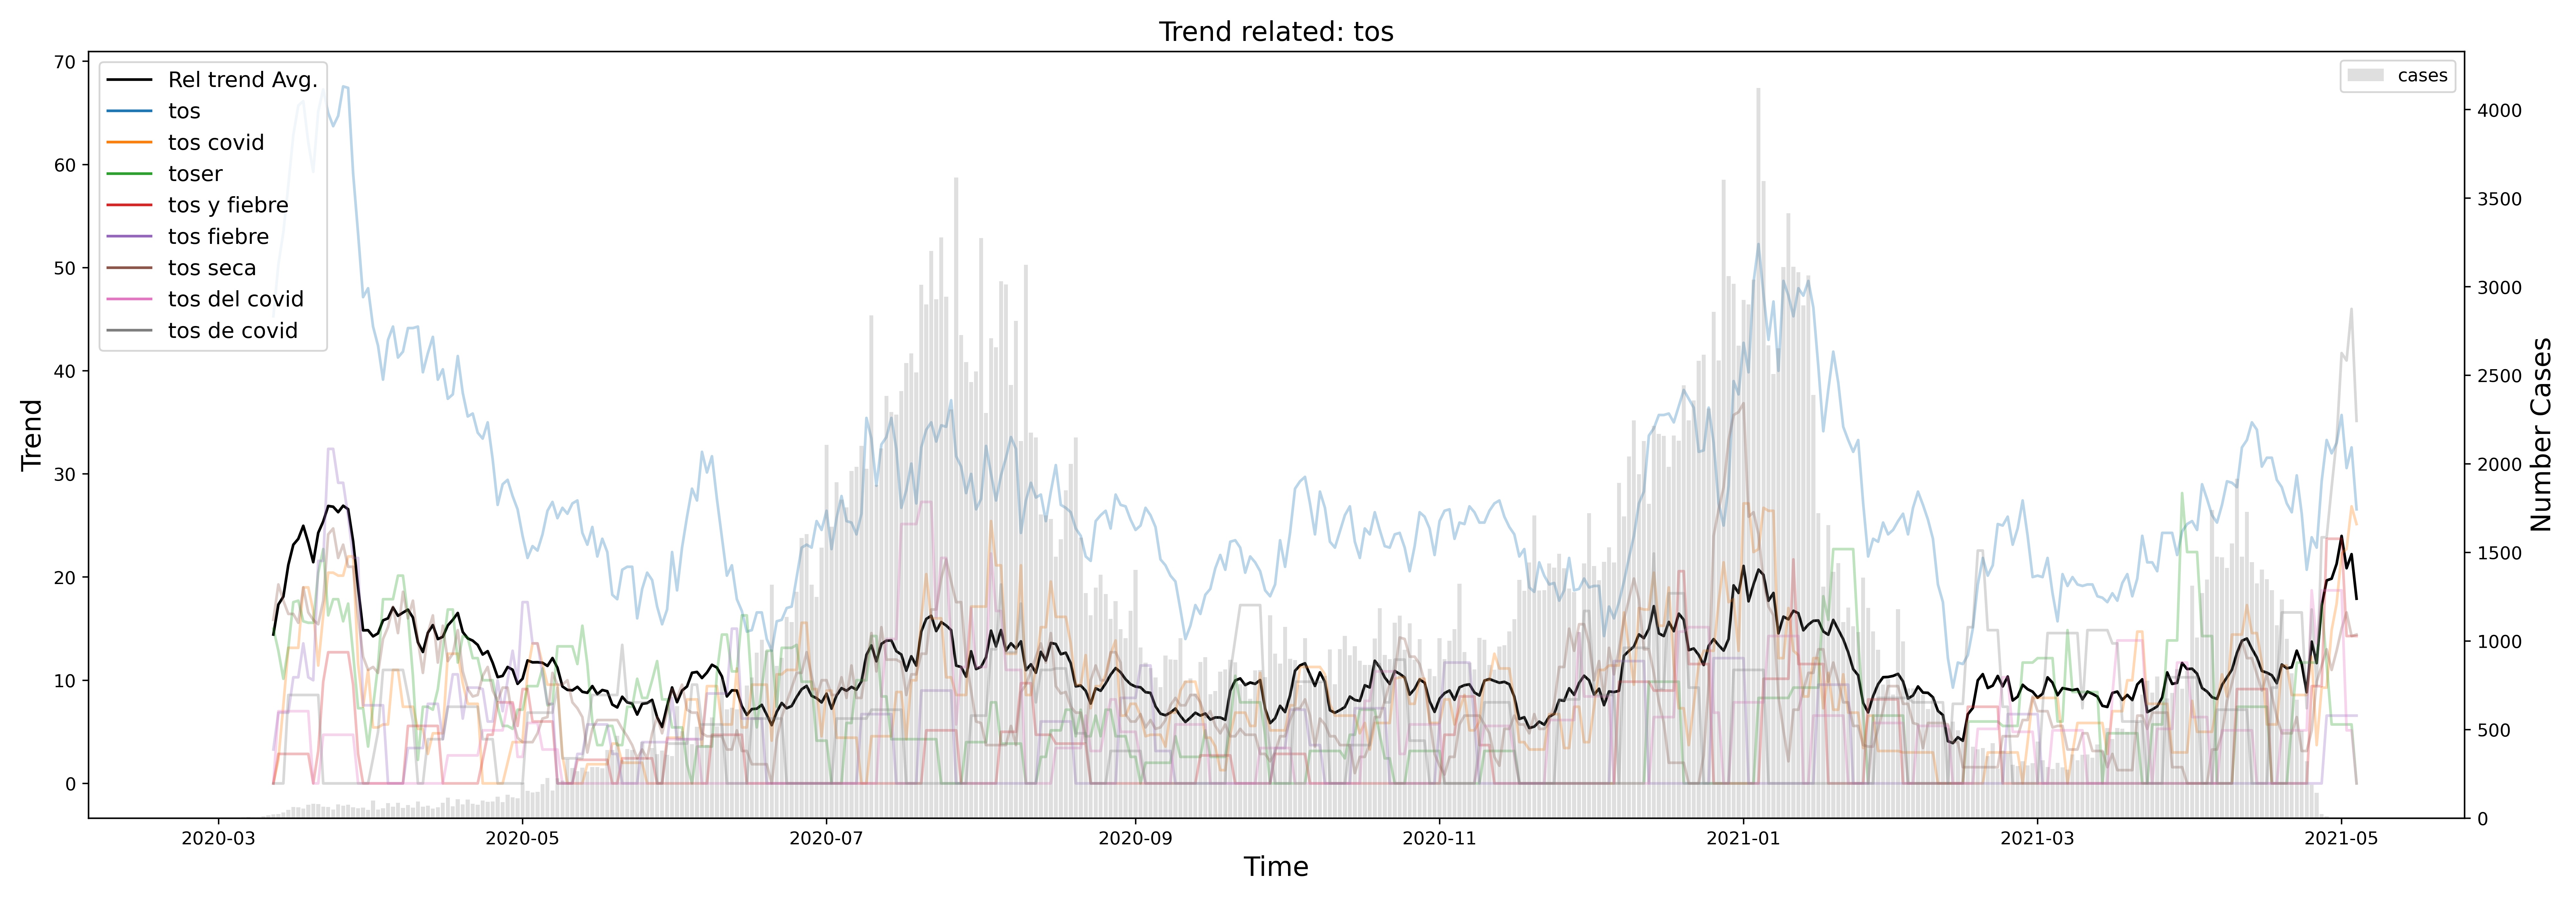 Trend related: tos
Rel trend Avg.
tos
tos covid
toser
tos y fiebre
tos fiebre
tos seca
tos del covid
tos de covid
cases
Trend
70
60
50
40
30
20
10
0
Number Cases
4000
3500
3000
2500
2000
1500
1000
500
0
2020-03 2020-05 2020-07 2020-09 2020-11 2021-01 2021-03 2021-05
Time